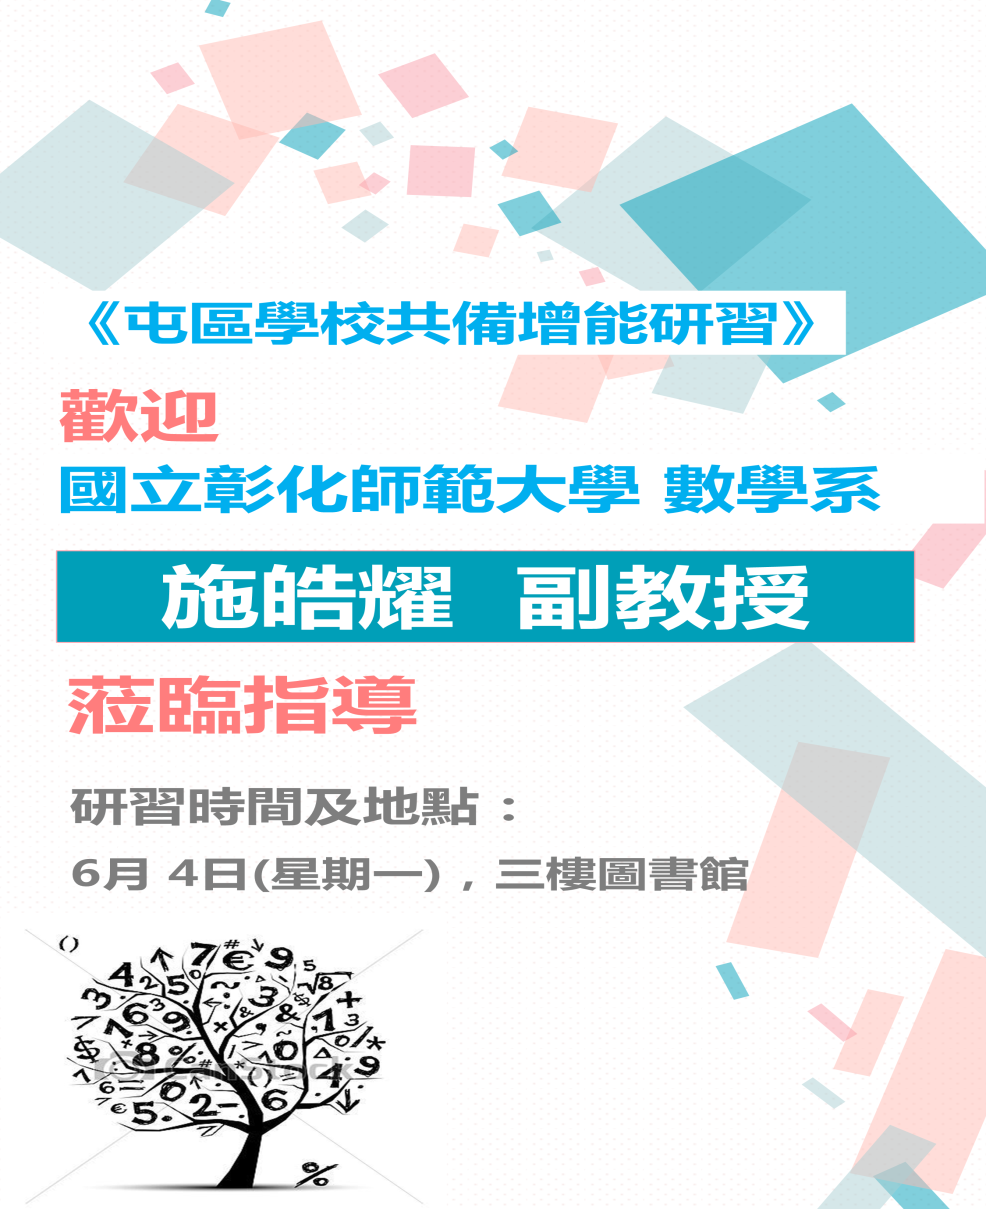 《屯區學校共備增能研習》
歡迎
國立彰化師範大學 數學系
施皓耀 副教授
蒞臨指導
研習時間及地點：
6月 4日(星期一)，三樓圖書館